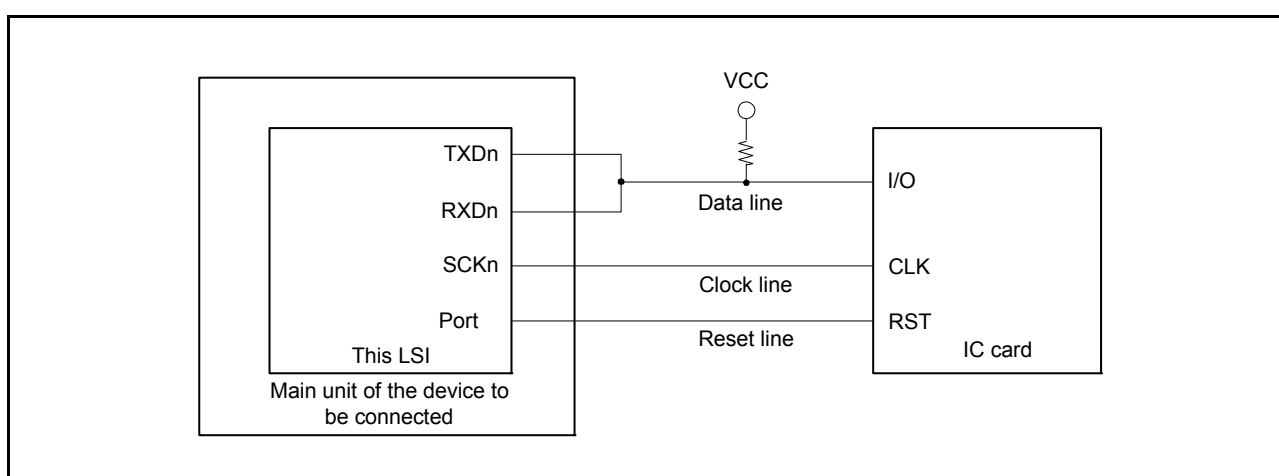 VCC
TXDn
I/O
Data line
RXDn
SCKn
CLK
Clock line
Port
RST
Reset line
This LSI
IC card
Main unit of the device to
be connected